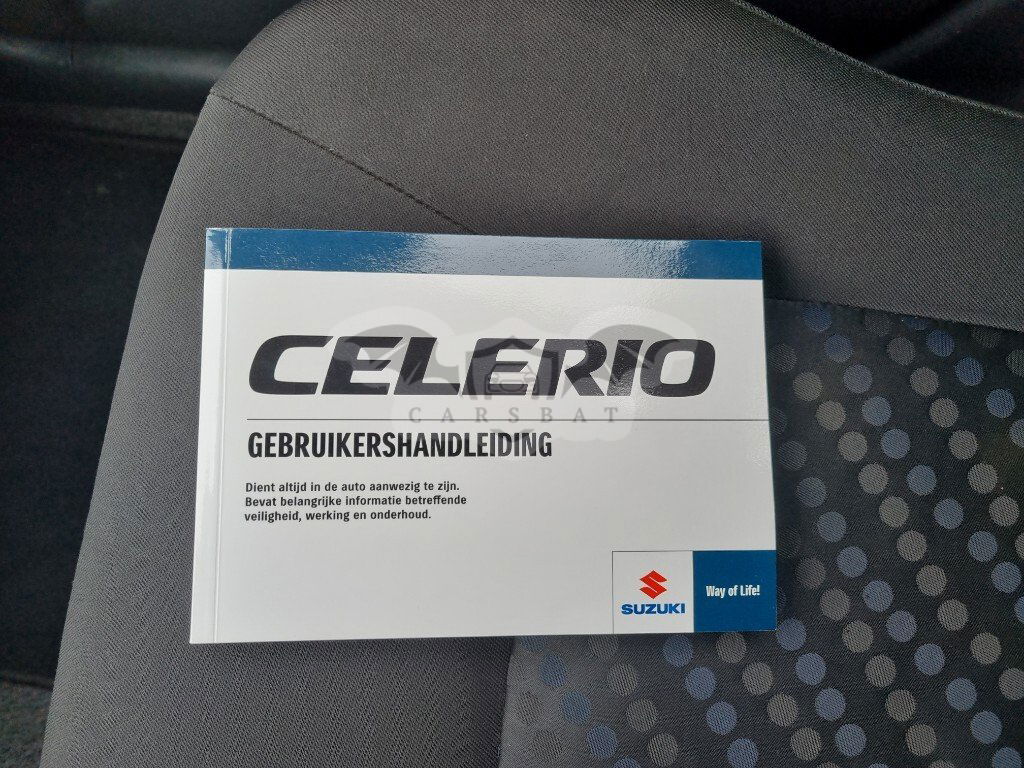 CELERIO
CARSBAT
GEBRUIKERSHANDLEIDING
Dient altijd in de auto aanwezig te zijn.
Bevat belangrijke informatie betreffende
veiligheid, werking en onderhoud.
SUZUKI
Way of Life!